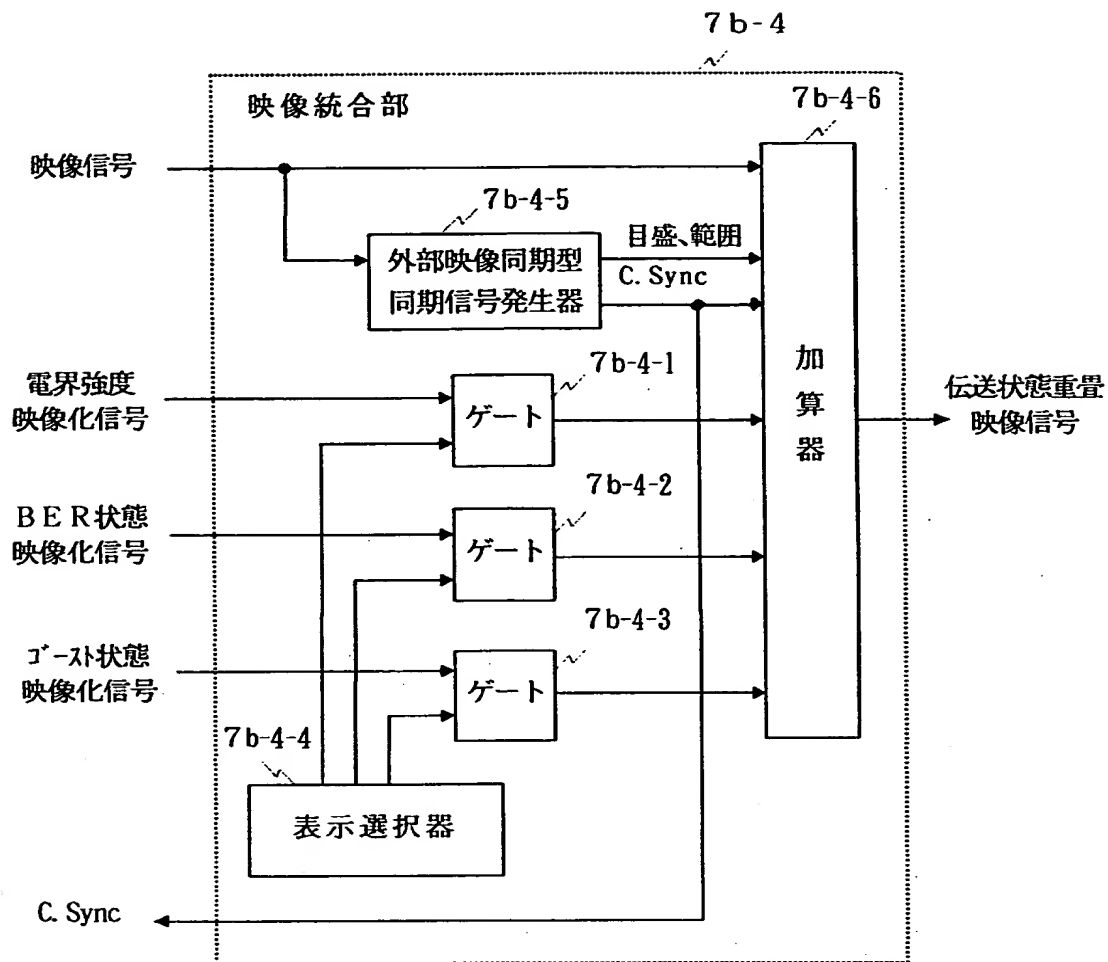 7b-4
映像統合部
7b-4-6
映像信号
7b-4-5
外部映像同期型
同期信号発生器
目盛、範囲
C. Sync
加算器
電界強度
映像化信号
7b-4-1
ゲート
伝送状態重畳
映像信号
BER状態
映像化信号
7b-4-2
ゲート
ゴースト状態
映像化信号
7b-4-3
ゲート
7b-4-4
表示選択器
C. Sync